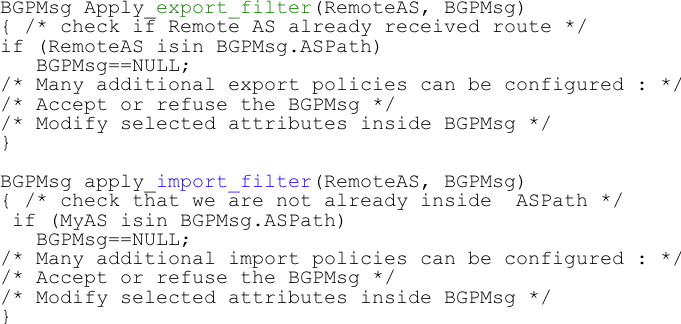 BGPMsg Apply_export_filter(RemoteAS, BGPMsg)
{ /* check if Remote AS already received route */
if (RemoteAS isin BGPMsg.ASPath)
   BGPMsg==NULL;
/* Many additional export policies can be configured : */
/* Accept or refuse the BGPMsg */
/* Modify selected attributes inside BGPMsg */
}

BGPMsg apply_import_filter(RemoteAS, BGPMsg)
{ /* check that we are not already inside  ASPath */
 if (MyAS isin BGPMsg.ASPath)
   BGPMsg==NULL;
/* Many additional import policies can be configured : */
/* Accept or refuse the BGPMsg */
/* Modify selected attributes inside BGPMsg */
}